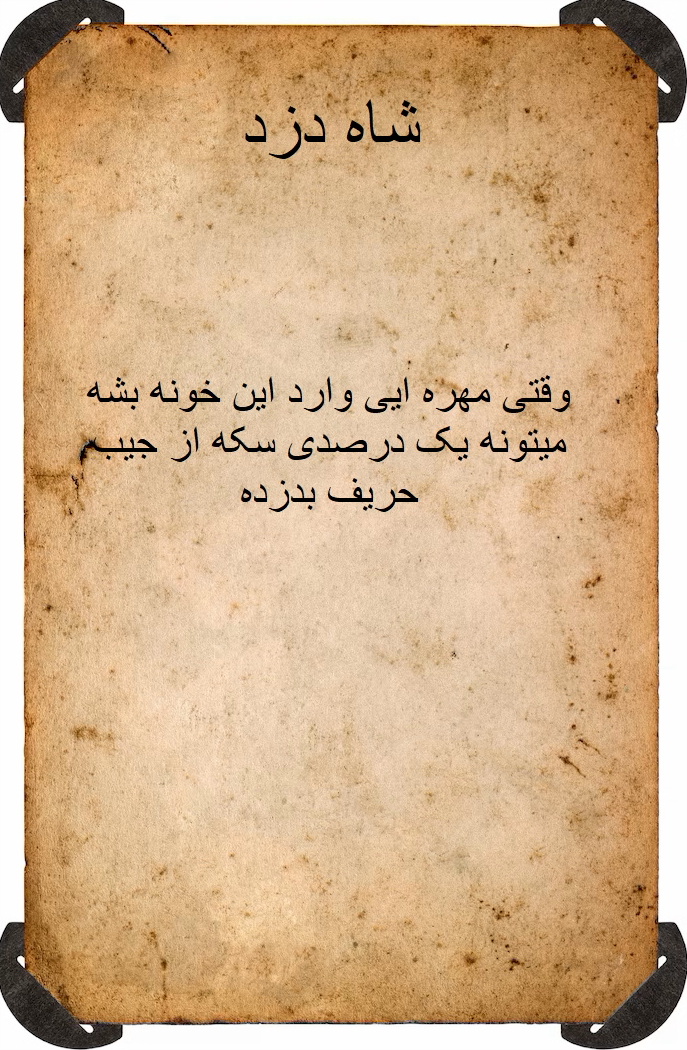 شاه دزد
وقتی مهره ایی وارد این خونه بشه
میتونه یک درصدی سکه از جیب
حریف بدزده